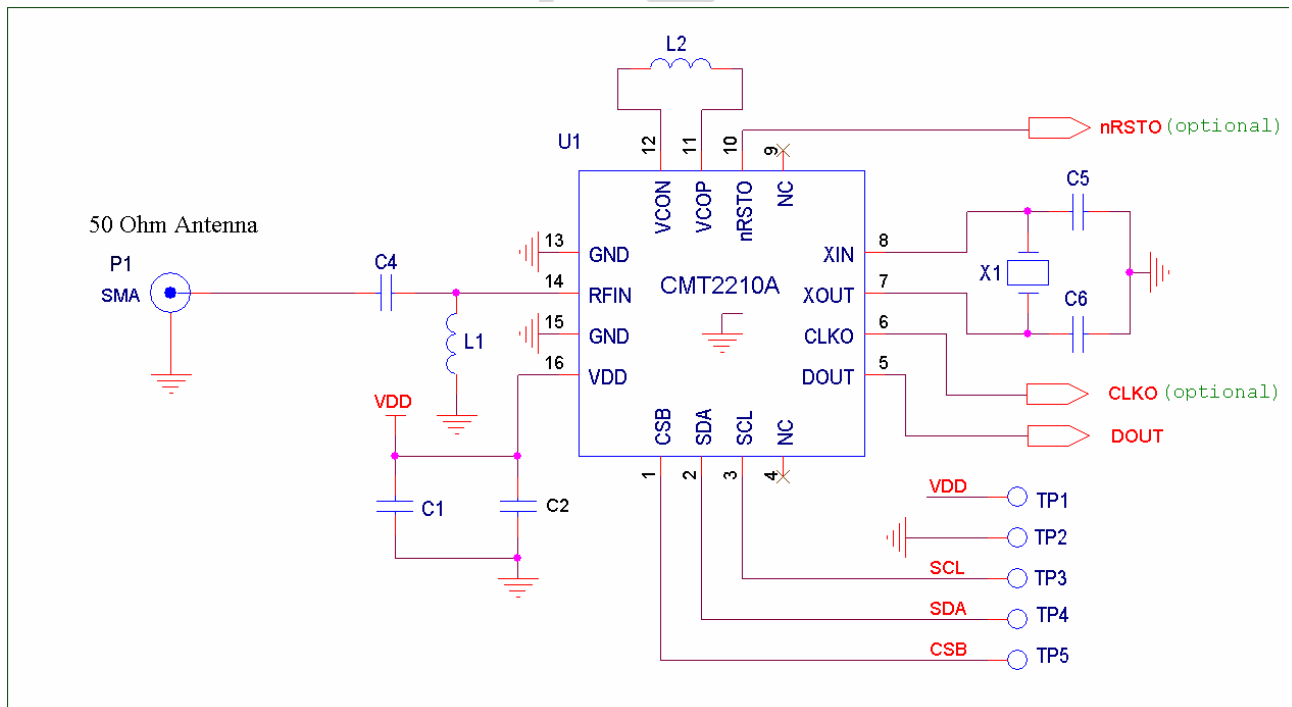 L2
U1
12
11
10
9
nRSTO (optional)
VCON
VCOP
nRSTO
NC
C5
50 Ohm Antenna
P1
SMA
C4
13
GND
XIN
8
X1
14
RFIN
CMT2210A
XOUT
7
C6
15
GND
CLKO
6
L1
16
VDD
DOUT
5
VDD
CLKO (optional)
DOUT
CSB
SDA
SCL
NC
1
2
3
4
C1
C2
VDD
TP1
TP2
SCL
TP3
SDA
TP4
CSB
TP5